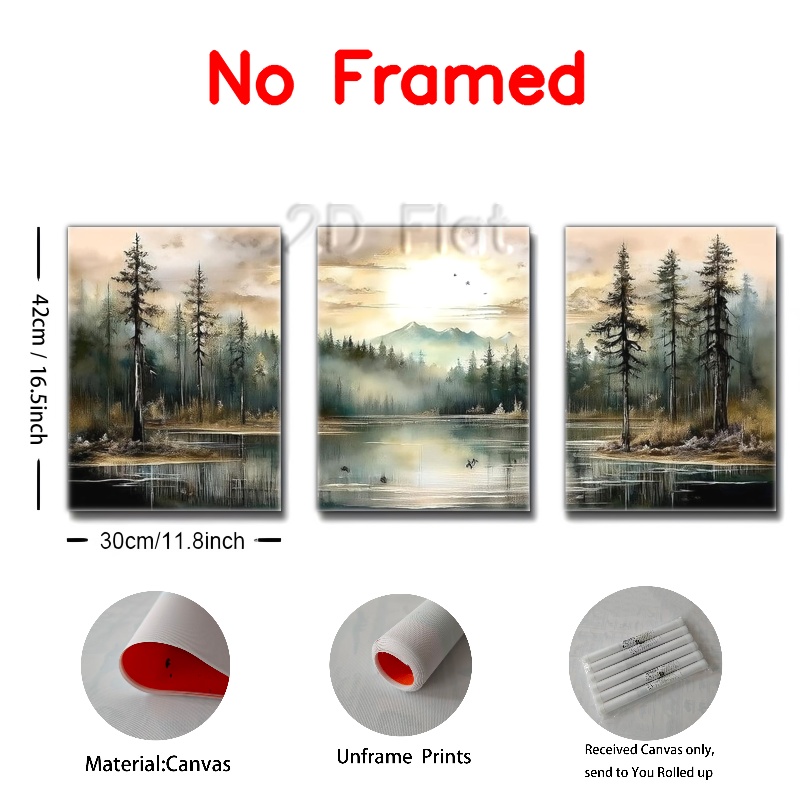 No Framed
2D Flat
42cm / 16.5inch
30cm/11.8inch
Material:Canvas
Unframe Prints
Received Canvas only,
send to You Rolled up